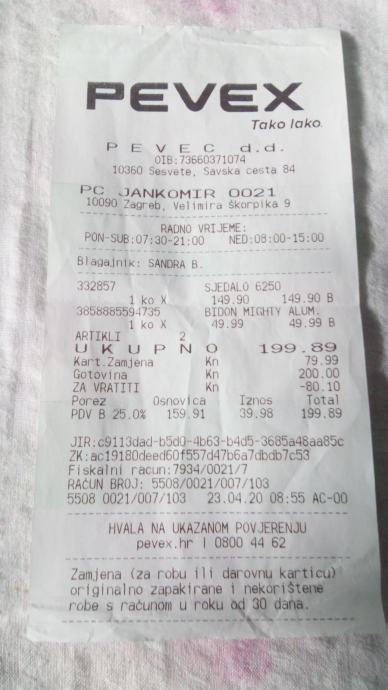 PEVEX
Tako lako.
PEVEC d.d.
OIB:73660371074
10360 Sesvete, Savska cesta 84
PC JANKOMIR 0021
10090 Zagreb, Velimira Škorpika 9
RADNO VRIJEME:
PON-SUB:07:30-21:00 NED:08:00-15:00
Blagajnik: SANDRA B.
332857 SJEDALO 6250
1 ko X 149.90 149.90 B
3858885594735 BIDON MIGHTY ALUM.
1 ko X 49.99 49.99 B
ARTIKLI 2
UKUPNO 199.89
Kart.Zamjena Kn 79.99
Gotovina Kn 200.00
ZA VRATITI Kn -80.10
Porez Osnovica Iznos Total
PDV B 25.0% 159.91 39.98 199.89
JIR:c9113dad-b5d0-4b63-b4d5-3685a48aa85c
ZK:ac19180deed60f557d47b6a7dbdb7c53
Fiskalni racun:7934/0021/7
RAČUN BROJ: 5508/0021/007/103
5508 0021/007/103 23.04.20 08:55 AC-00
HVALA NA UKAZANOM POVJERENJU
pevex.hr | 0800 44 62
Zamjena (za robu ili darovnu karticu)
originalno zapakirane i nekorištene
robe s računom u roku od 30 dana.